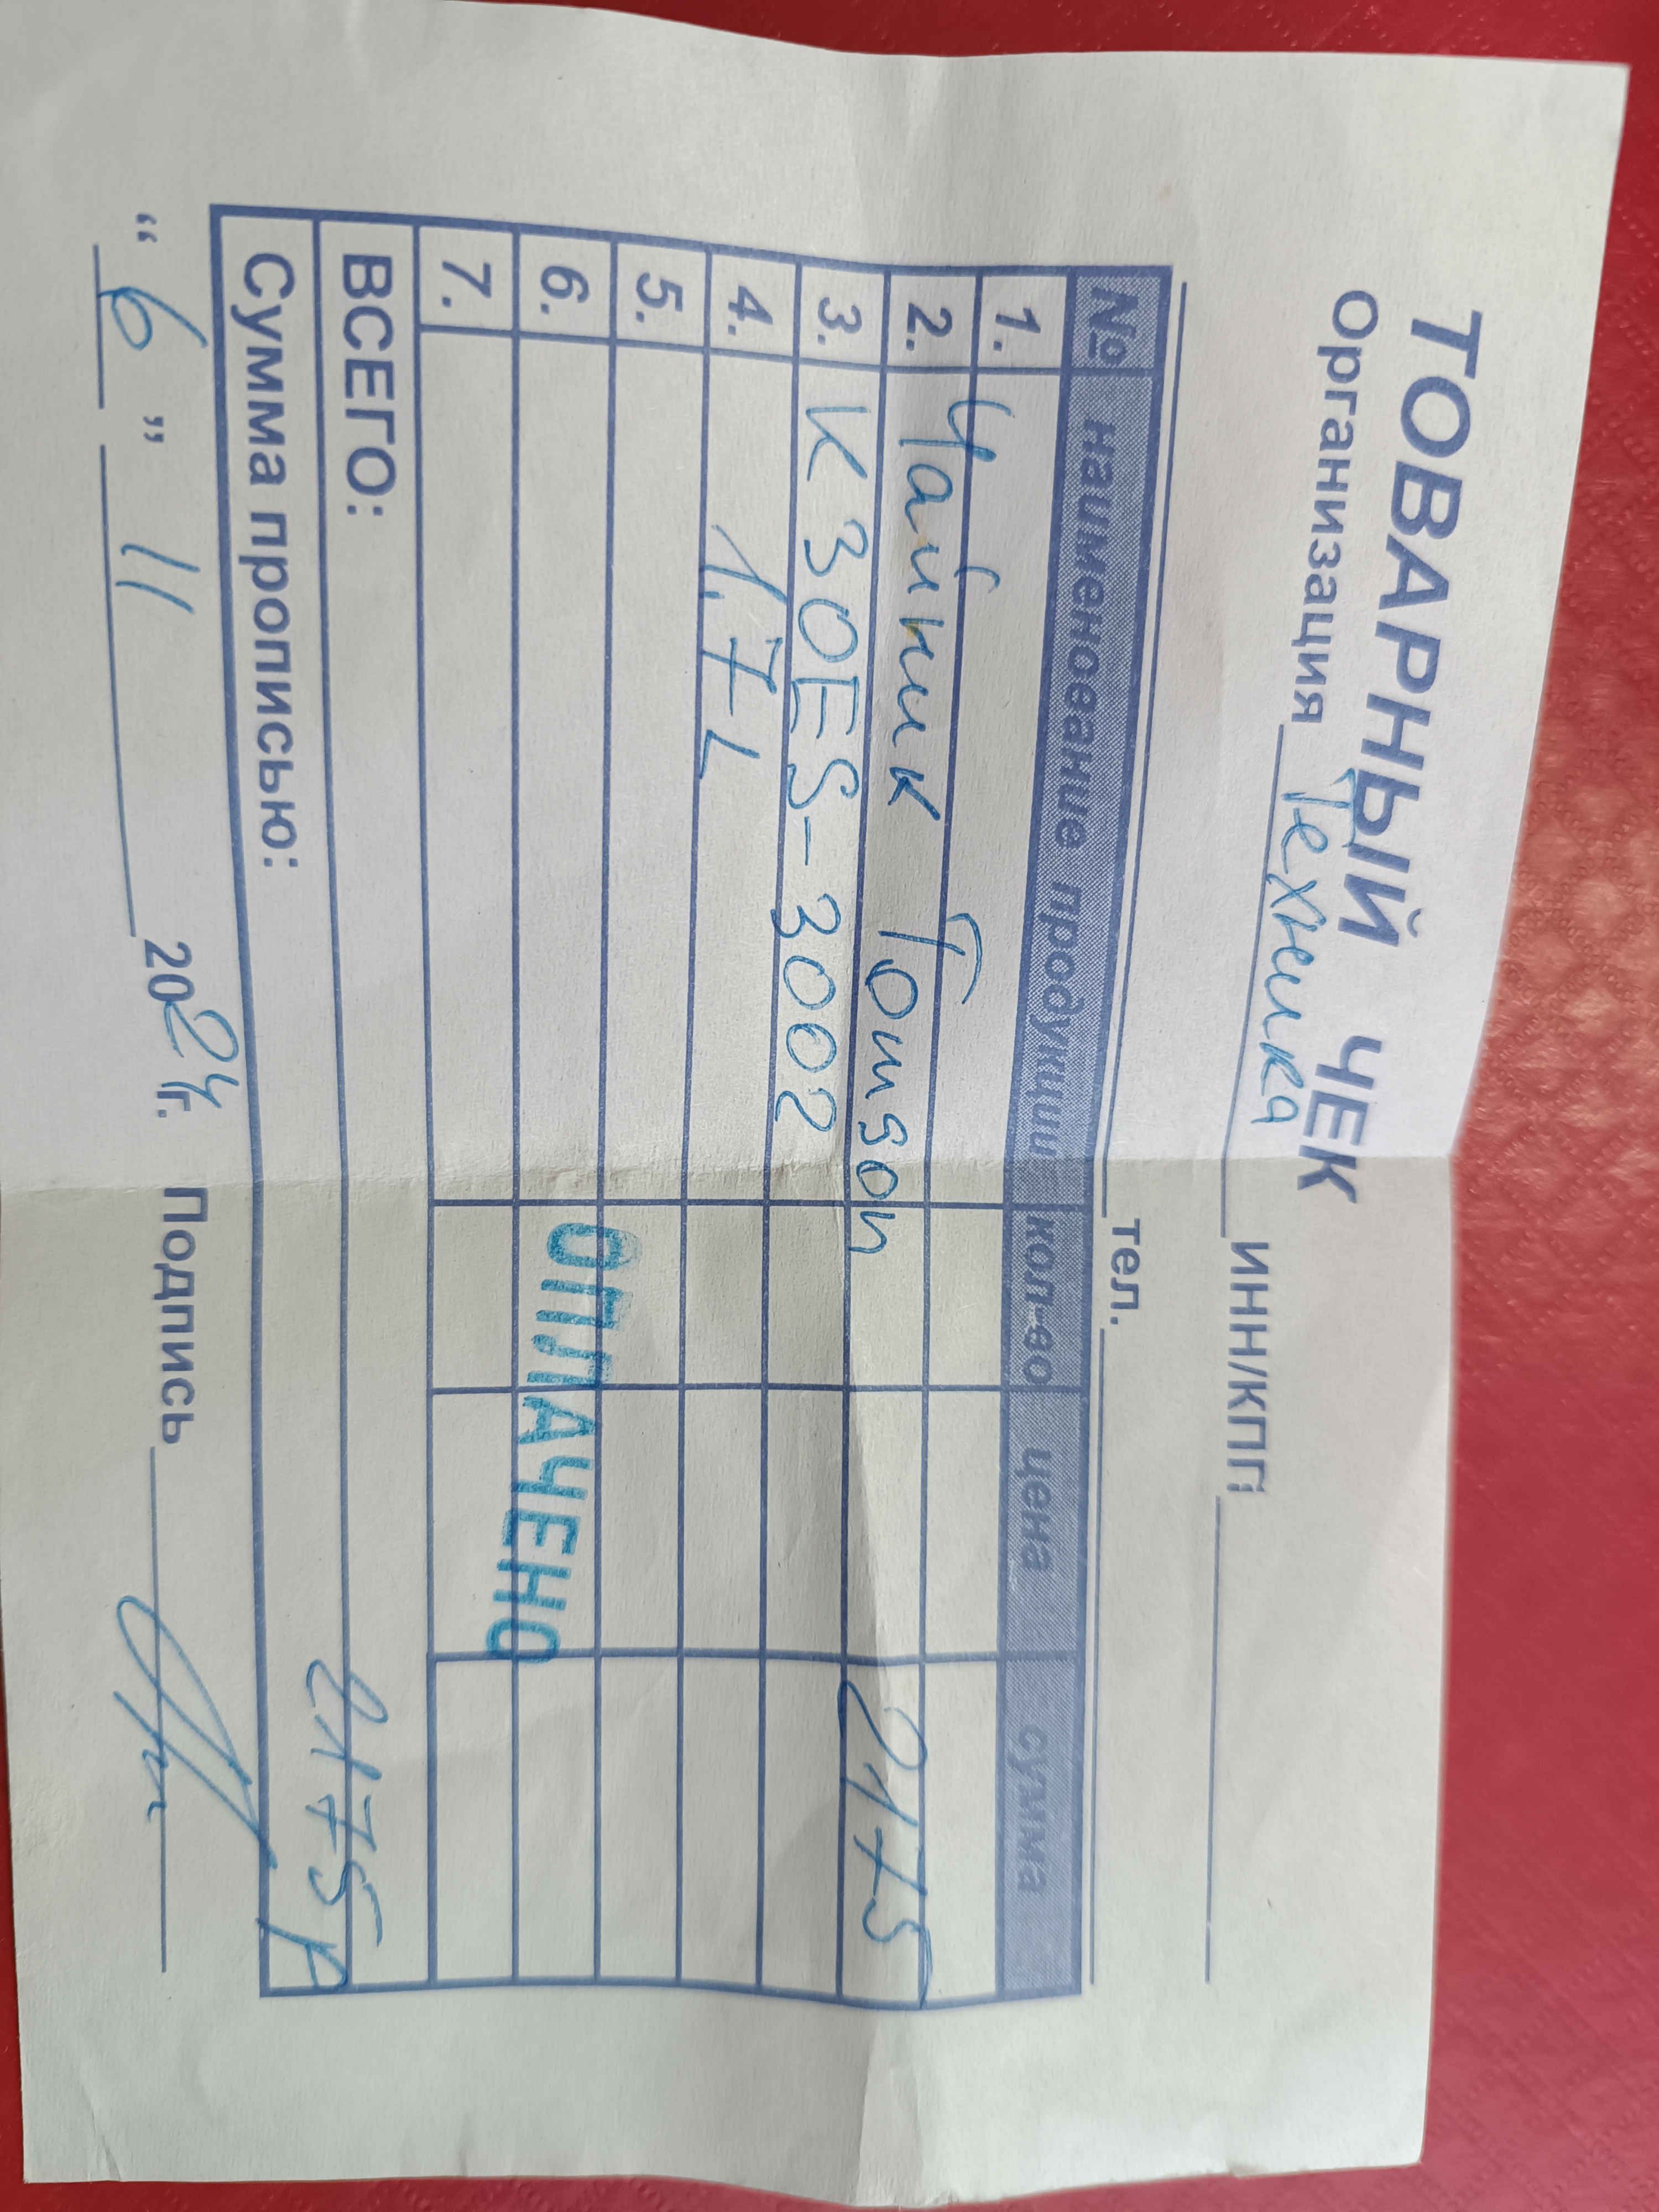 ТОВАРНЫЙ ЧЕК
Организация Техника ИНН/КПП
тел.
№ наименование продукции кол-во цена сумма
1.
2. Чайник Tomson 2175
3. K30ES-3002
4. 1.7L
5.
6. ОПЛАЧЕНО
7.
ВСЕГО: 2175 р
Сумма прописью:
“ 6 ” 11 2024 г. Подпись